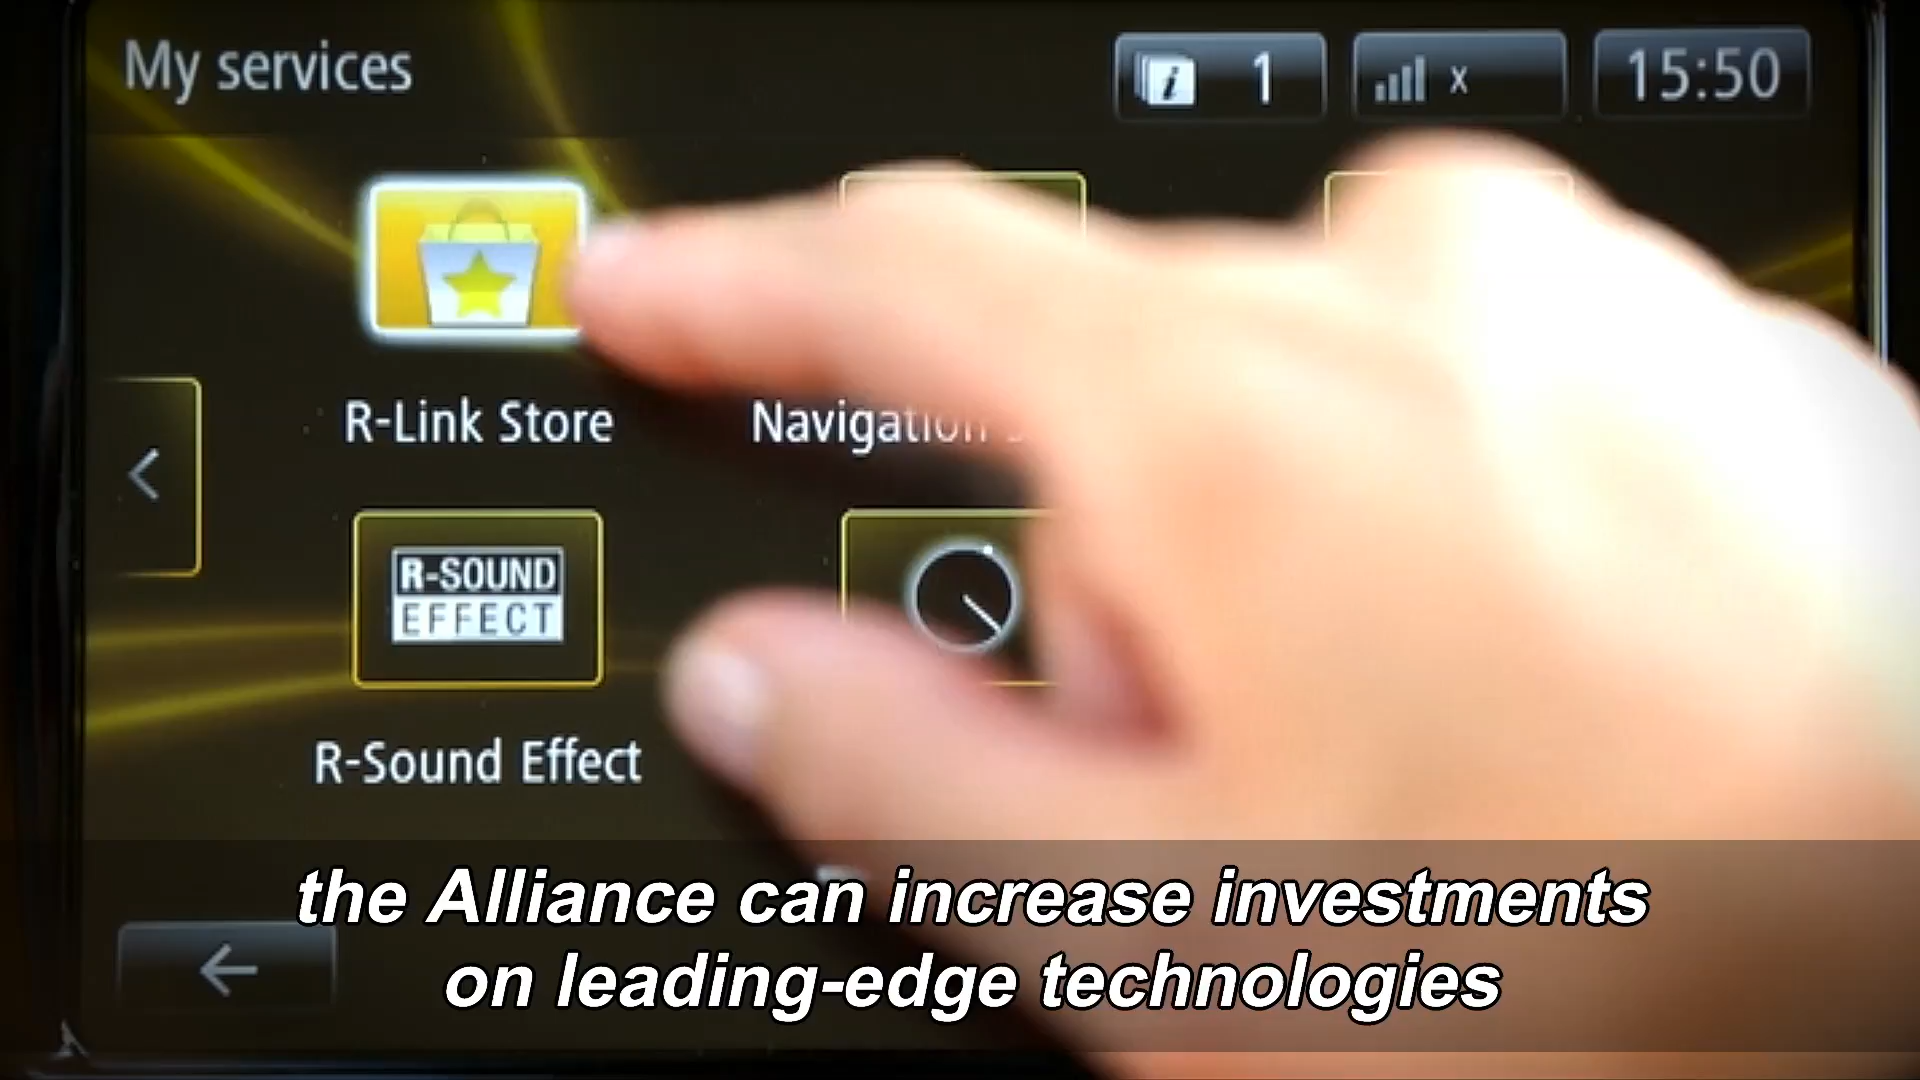 My services
i 1
x
15:50
R-Link Store
Navigation
R-SOUND
EFFECT
R-Sound Effect
the Alliance can increase investments
on leading-edge technologies